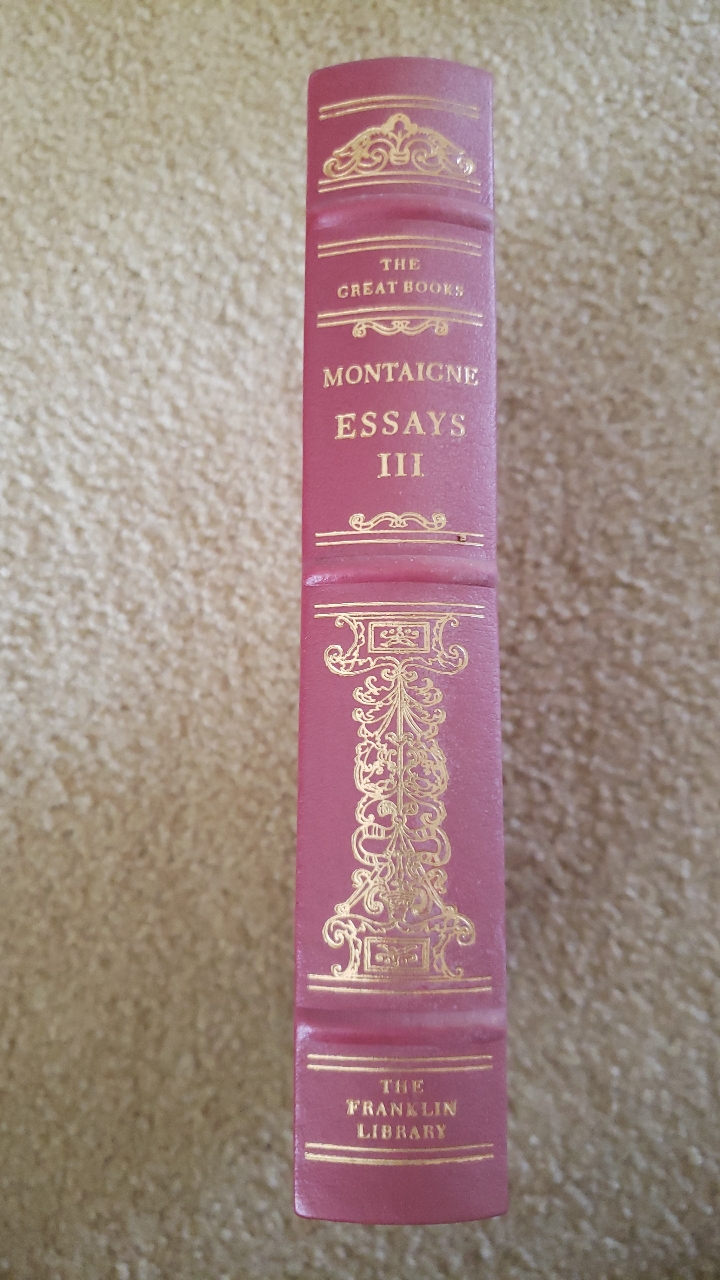 THE
GREAT BOOKS
MONTAIGNE
ESSAYS
III
THE
FRANKLIN
LIBRARY